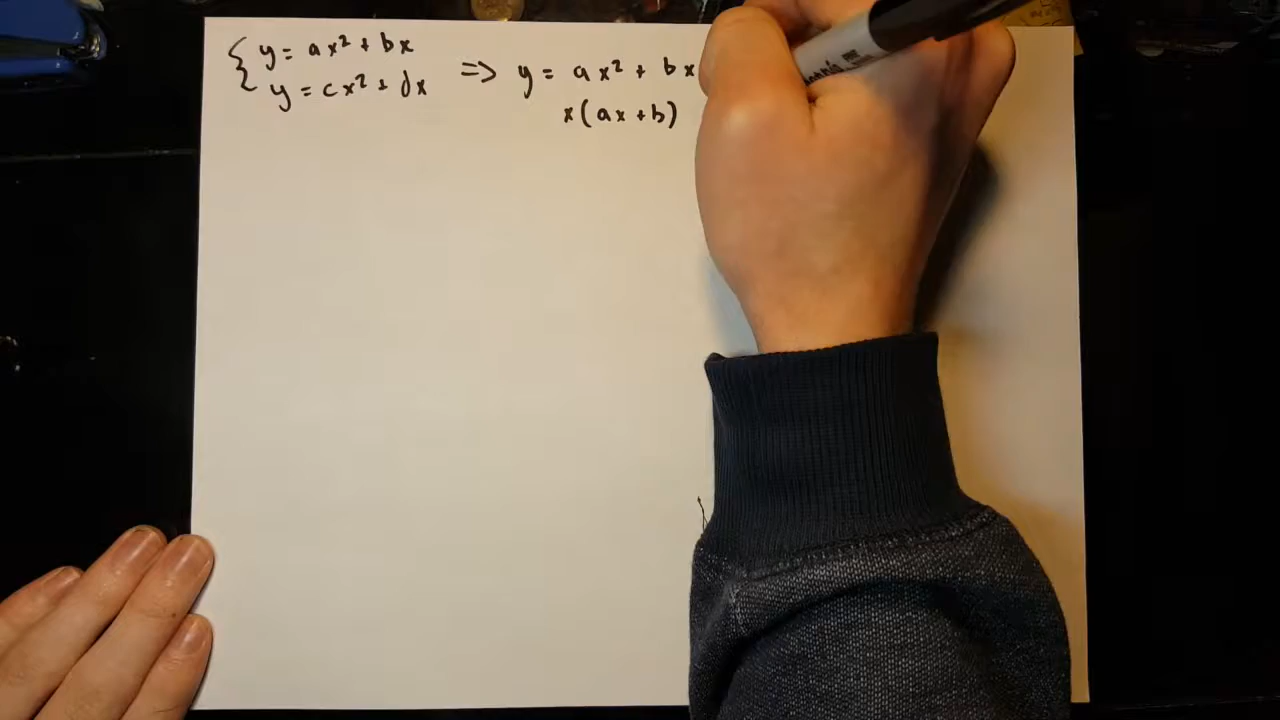 { y = ax² + bx
y = cx² + dx
=> y = ax² + bx
x(ax + b)